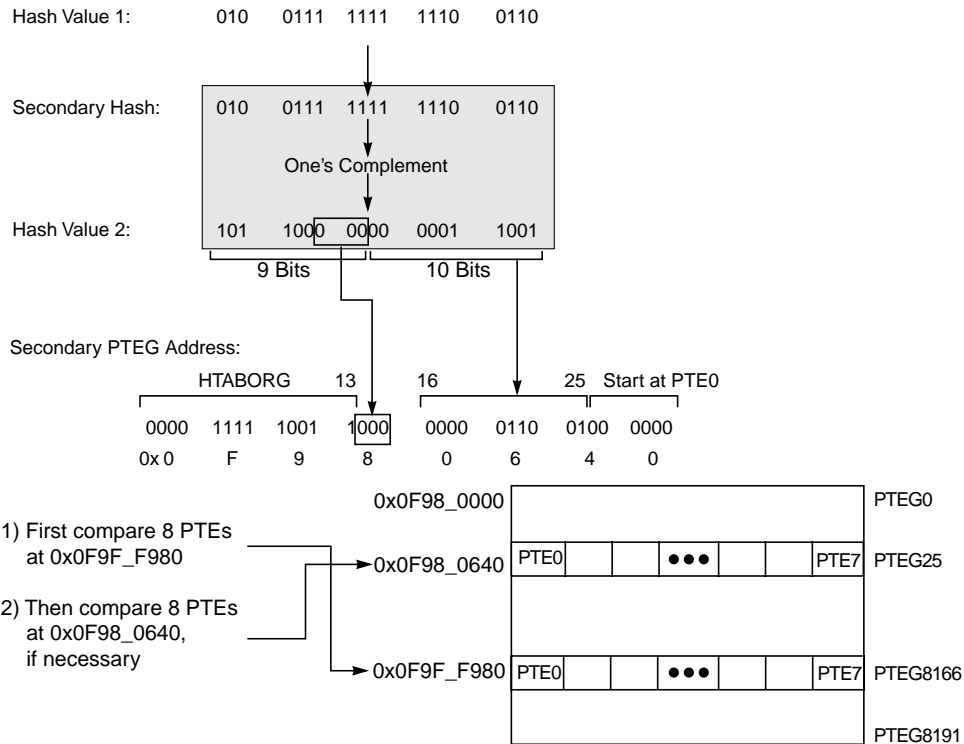 Hash Value 1: 010 0111 1111 1110 0110
Secondary Hash: 010 0111 1111 1110 0110
One's Complement
Hash Value 2: 101 1000 0000 0001 1001
9 Bits 10 Bits
Secondary PTEG Address:
HTABORG 13 16 25 Start at PTE0
0000 1111 1001 1000 0000 0110 0100 0000
0x 0 F 9 8 0 6 4 0
0x0F98_0000 PTEG0
1) First compare 8 PTEs
at 0x0F9F_F980
0x0F98_0640 PTE0 ••• PTE7 PTEG25
2) Then compare 8 PTEs
at 0x0F98_0640,
if necessary
0x0F9F_F980 PTE0 ••• PTE7 PTEG8166
PTEG8191